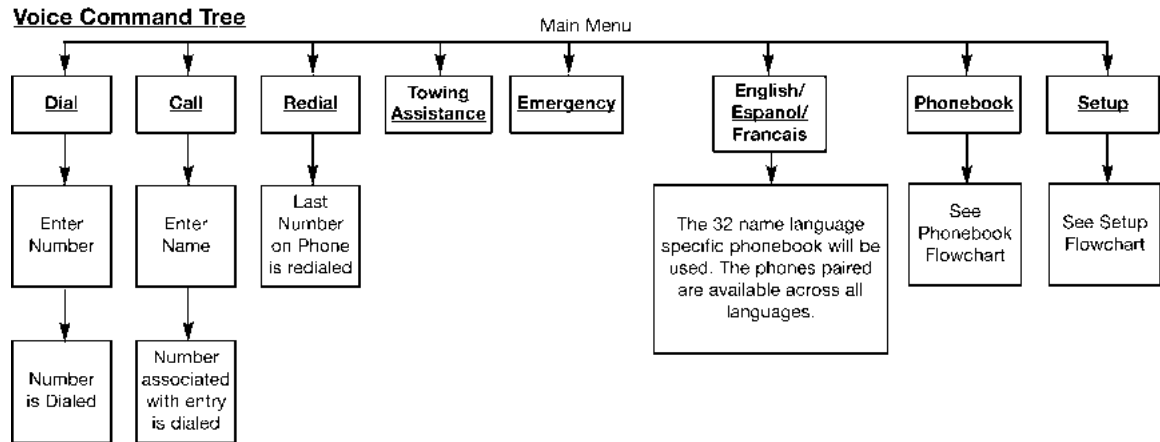 Voice Command Tree
Main Menu
Dial
Call
Redial
Towing
Assistance
Emergency
English/
Espanol/
Francais
Phonebook
Setup
Enter
Number
Enter
Name
Last
Number
on Phone
is redialed
The 32 name language
specific phonebook will be
used. The phones paired
are available across all
languages.
See
Phonebook
Flowchart
See Setup
Flowchart
Number
is Dialed
Number
associated
with entry
is dialed